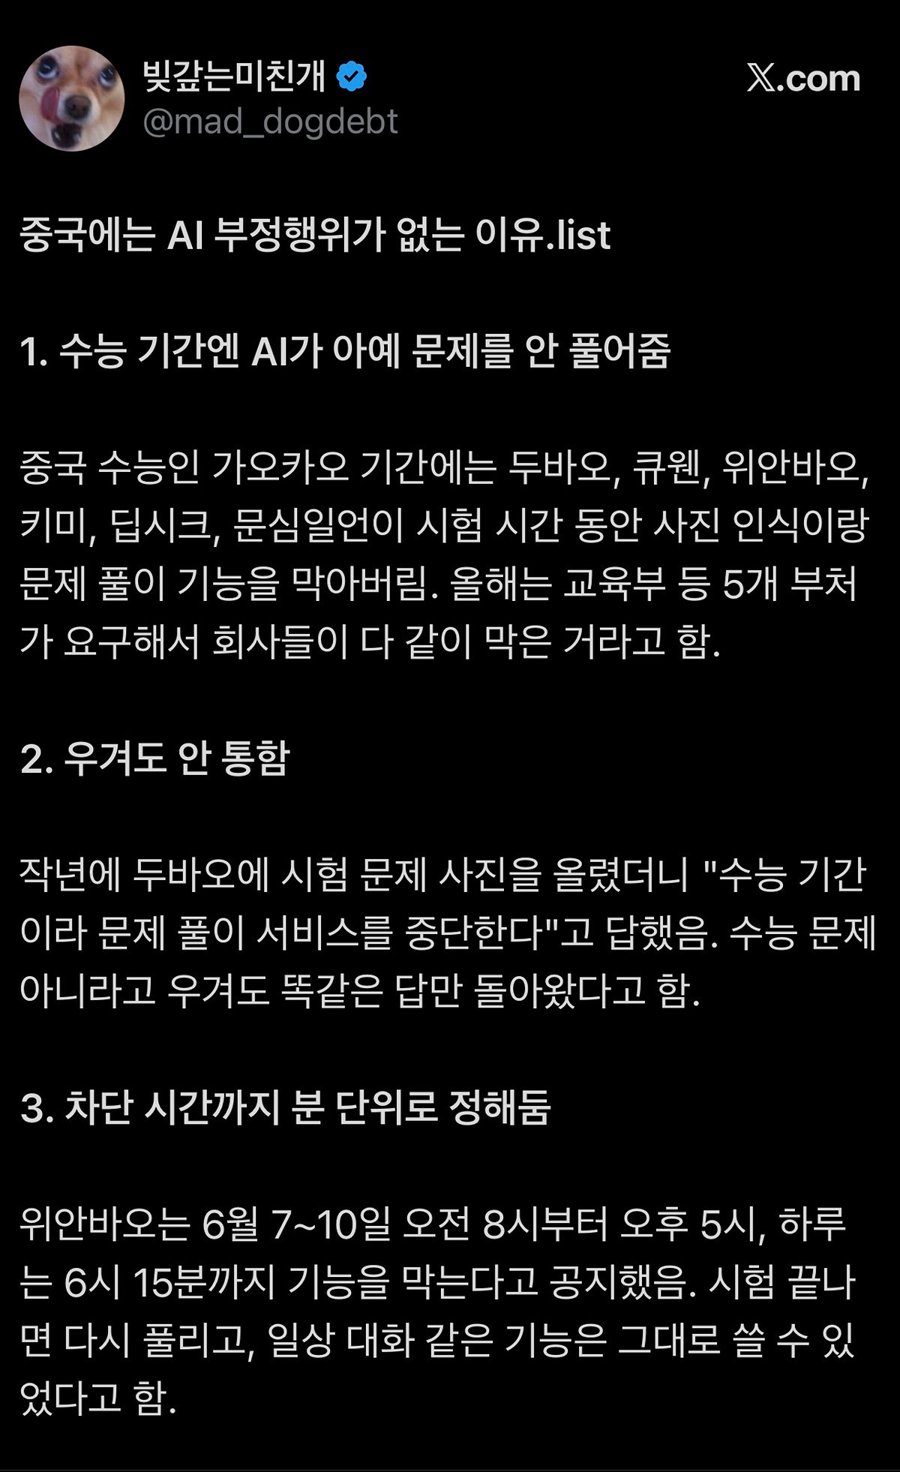 빚갚는미친개
X.com
@mad_dogdebt
중국에는 AI 부정행위가 없는 이유.list
1. 수능 기간엔 AI가 아예 문제를 안 풀어줌
중국 수능인 가오카오 기간에는 두바오, 큐웬, 위안바오,
키미, 딥시크, 문심일언이 시험 시간 동안 사진 인식이랑
문제 풀이 기능을 막아버림. 올해는 교육부 등 5개 부처
가 요구해서 회사들이 다 같이 막은 거라고 함.
2. 우겨도 안 통함
작년에 두바오에 시험 문제 사진을 올렸더니 "수능 기간
이라 문제 풀이 서비스를 중단한다"고 답했음. 수능 문제
아니라고 우겨도 똑같은 답만 돌아왔다고 함.
3. 차단 시간까지 분 단위로 정해둠
위안바오는 6월 7~10일 오전 8시부터 오후 5시, 하루
는 6시 15분까지 기능을 막는다고 공지했음. 시험 끝나
면 다시 풀리고, 일상 대화 같은 기능은 그대로 쓸 수 있
었다고 함.